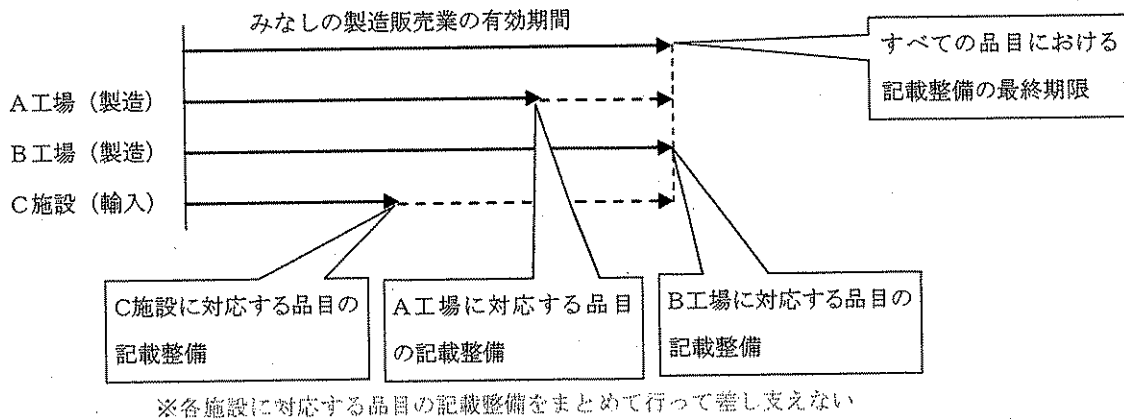 みなしの製造販売業の有効期間
すべての品目における
記載整備の最終期限
A工場（製造）
B工場（製造）
C施設（輸入）
C施設に対応する品目の
記載整備
A工場に対応する品目
の記載整備
B工場に対応する品目の
記載整備
※各施設に対応する品目の記載整備をまとめて行って差し支えない